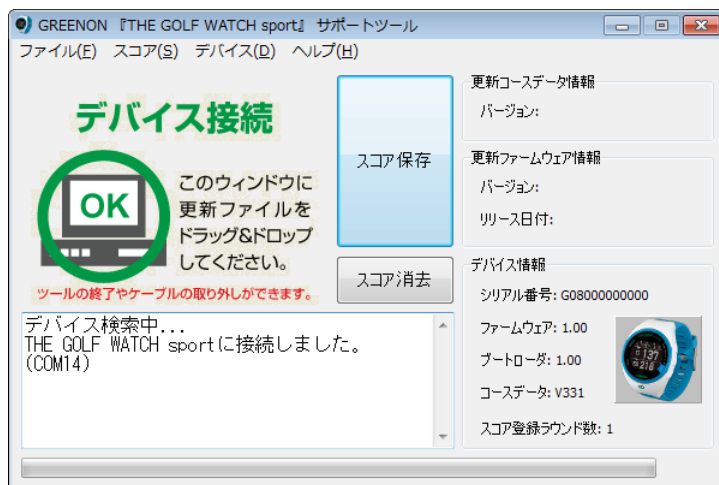 GREENON 『THE GOLF WATCH sport』 サポートツール
ファイル(F) スコア(S) デバイス(D) ヘルプ(H)
デバイス接続
OK
このウィンドウに
更新ファイルを
ドラッグ&ドロップ
してください。
ツールの終了やケーブルの取り外しができます。
スコア保存
スコア消去
デバイス検索中...
THE GOLF WATCH sportに接続しました。
(COM14)
更新コースデータ情報
バージョン:
更新ファームウェア情報
バージョン:
リリース日付:
デバイス情報
シリアル番号: G08000000000
ファームウェア: 1.00
ブートローダ: 1.00
コースデータ: V331
スコア登録ラウンド数: 1
137
218